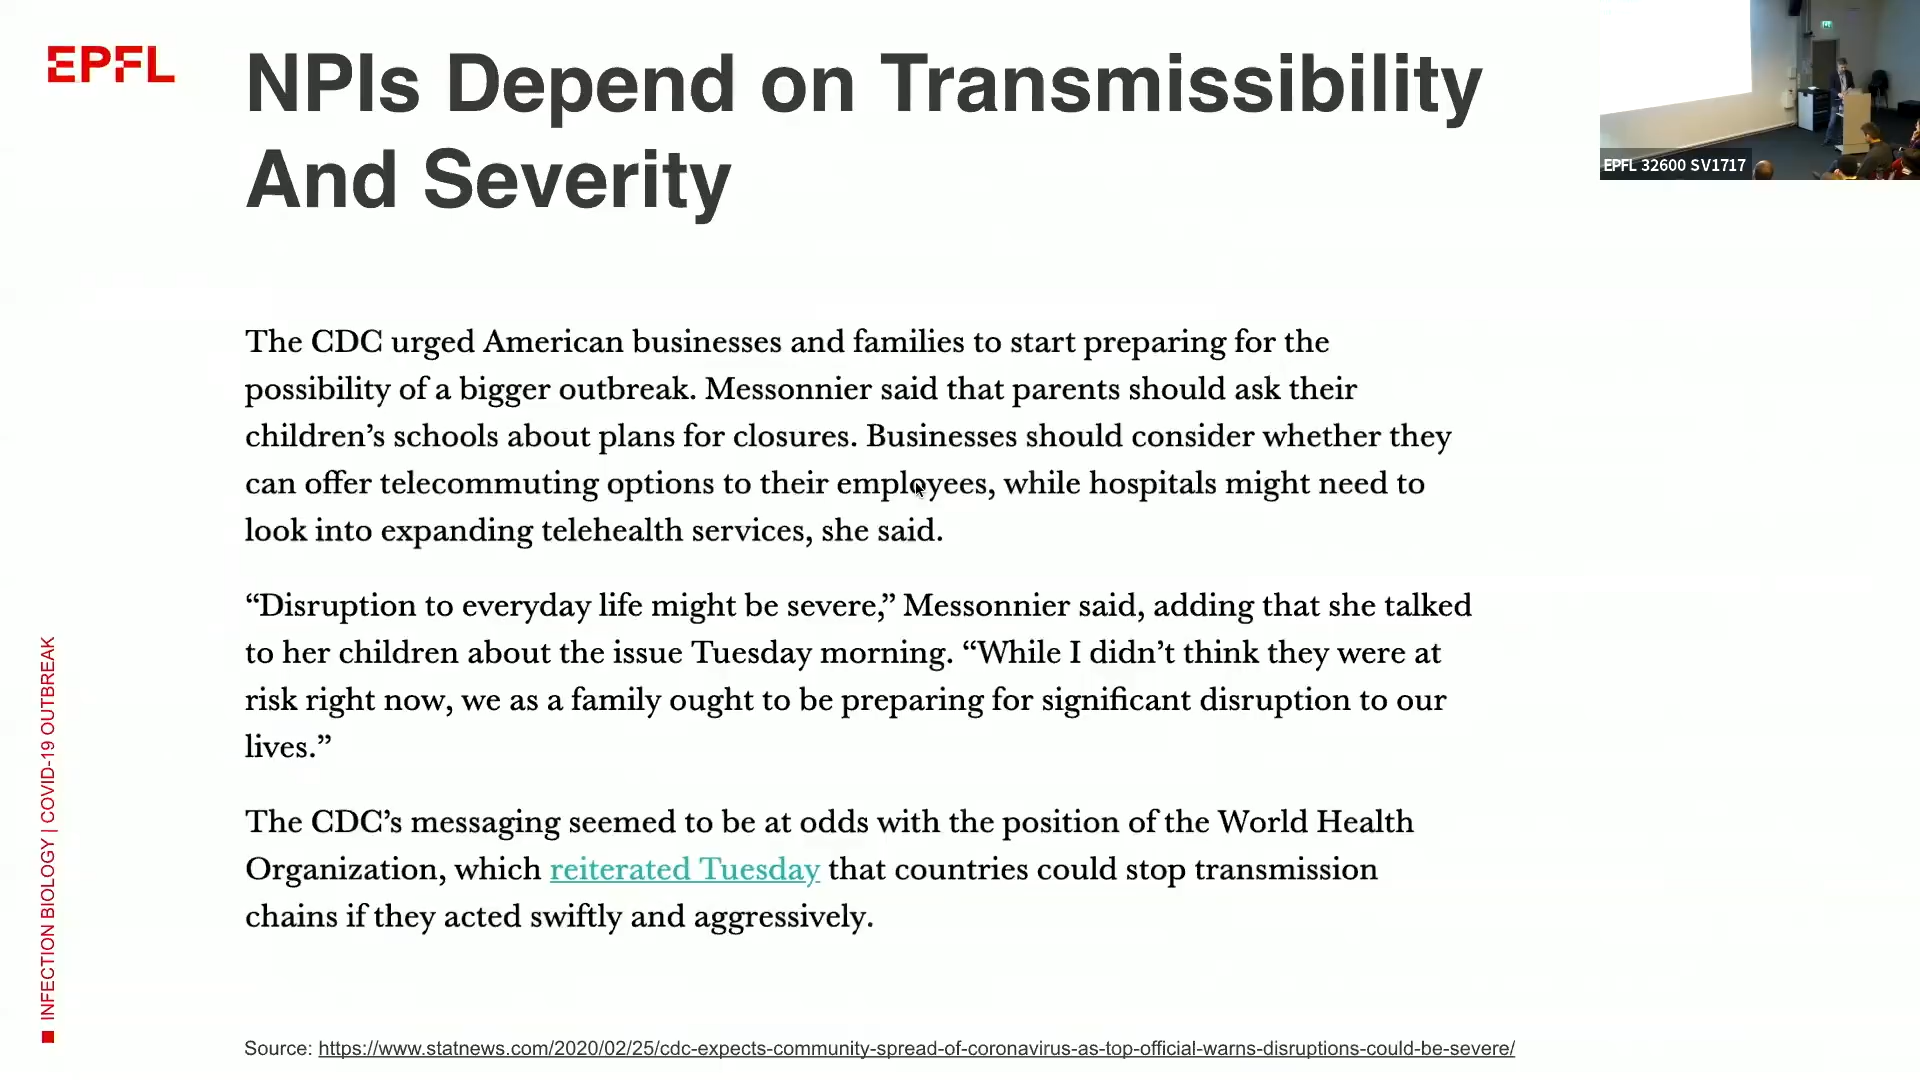 EPFL
NPIs Depend on Transmissibility
And Severity
EPFL 32600 SV1717
The CDC urged American businesses and families to start preparing for the
possibility of a bigger outbreak. Messonnier said that parents should ask their
children’s schools about plans for closures. Businesses should consider whether they
can offer telecommuting options to their employees, while hospitals might need to
look into expanding telehealth services, she said.
“Disruption to everyday life might be severe,” Messonnier said, adding that she talked
to her children about the issue Tuesday morning. “While I didn’t think they were at
risk right now, we as a family ought to be preparing for significant disruption to our
lives.”
The CDC’s messaging seemed to be at odds with the position of the World Health
Organization, which reiterated Tuesday that countries could stop transmission
chains if they acted swiftly and aggressively.
INFECTION BIOLOGY | COVID-19 OUTBREAK
Source: https://www.statnews.com/2020/02/25/cdc-expects-community-spread-of-coronavirus-as-top-official-warns-disruptions-could-be-severe/